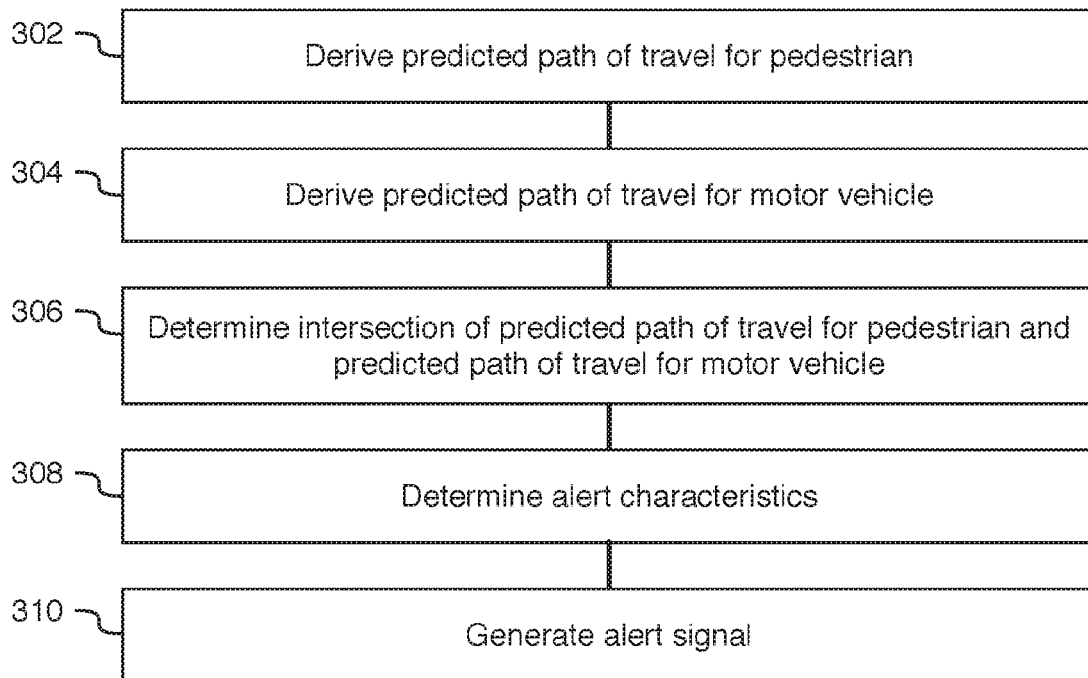 302
Derive predicted path of travel for pedestrian
304
Derive predicted path of travel for motor vehicle
306
Determine intersection of predicted path of travel for pedestrian and
predicted path of travel for motor vehicle
308
Determine alert characteristics
310
Generate alert signal